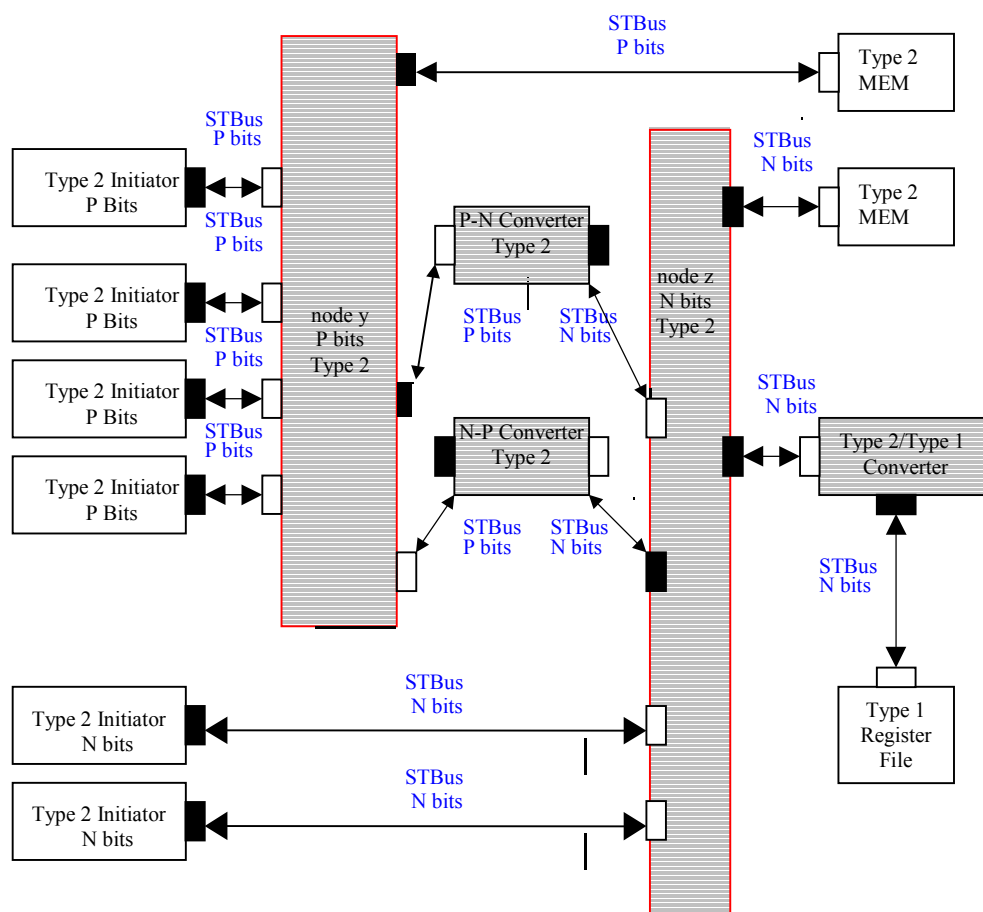 STBus
P bits
Type 2
MEM
STBus
P bits
Type 2 Initiator
P Bits
STBus
P bits
STBus
N bits
Type 2
MEM
P-N Converter
Type 2
Type 2 Initiator
P Bits
node y
P bits
Type 2
STBus
P bits
STBus
N bits
node z
N bits
Type 2
STBus
P bits
Type 2 Initiator
P Bits
STBus
N bits
STBus
P bits
N-P Converter
Type 2
Type 2/Type 1
Converter
Type 2 Initiator
P Bits
STBus
P bits
STBus
N bits
STBus
N bits
STBus
N bits
Type 2 Initiator
N bits
Type 1
Register
File
STBus
N bits
Type 2 Initiator
N bits